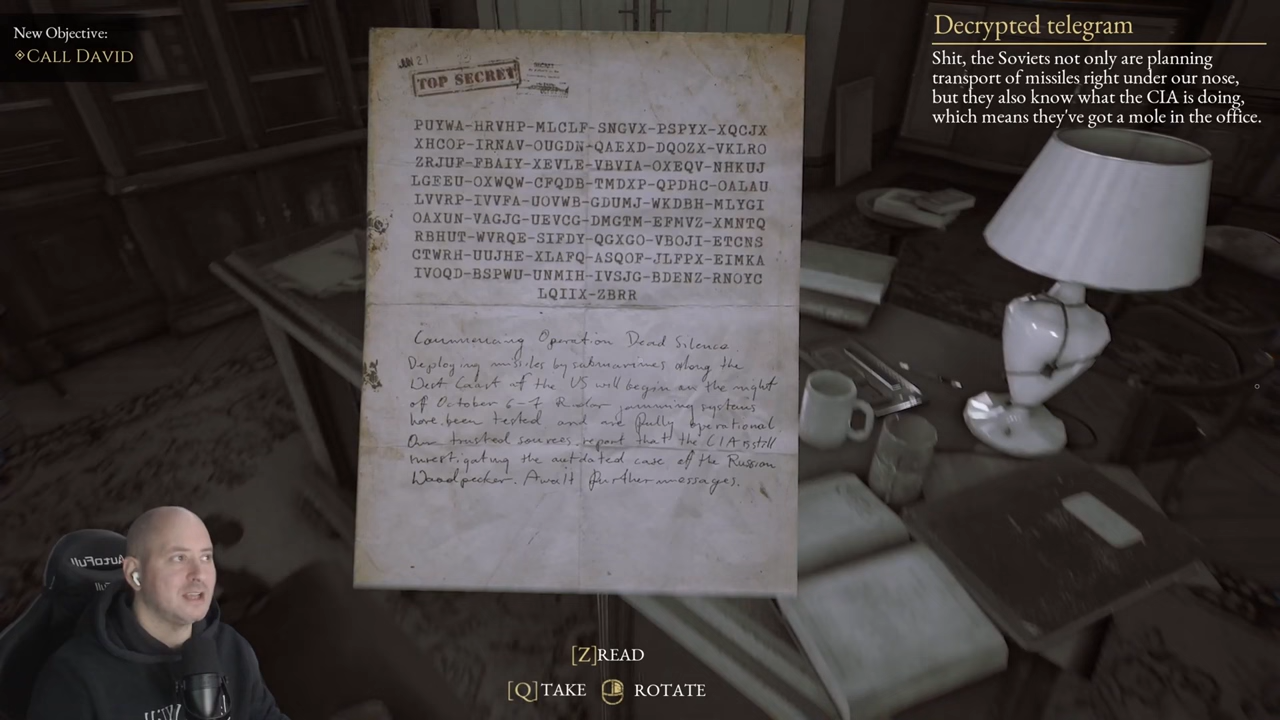 New Objective:
CALL DAVID
Decrypted telegram
Shit, the Soviets not only are planning
transport of missiles right under our nose,
but they also know what the CIA is doing,
which means they've got a mole in the office.
JUN 21
TOP SECRET
PUYWA-HRVHP-MLCLF-SNGVX-PSPYX-XQCJX
XHCOP-IRNAV-OUGDN-QAEXD-DQOZX-VKLRO
ZRJUF-FBAIY-XEVLE-VBVIA-OXEQV-NHKUJ
LGEEU-OXWQW-CFQDB-TMDXP-QPDHC-OALAU
LVVRP-IVVFA-UOVWB-GDUMJ-WKDBH-MLYGI
OAXUN-VAGJG-UEVCG-DMGTM-EFMVZ-XMNTQ
RBHUT-WVRQE-SIFDY-QGXGO-VBOJI-ETCNS
CTWRH-UUJHE-XLAFQ-ASQOF-JLFPX-EIMKA
IVOQD-BSPWU-UNMIH-IVSJG-BDENZ-RNOYC
LQIIX-ZBRR
Commencing Operation Dead Silence
Deploying missiles by submarines along the
West Coast of the US will begin on the night
of October 6-7 Radar jamming systems
have been tested and are fully operational
Our trusted sources report that the CIA is still
investigating the outdated case of the Russian
Woodpecker. Await further messages.
AutoFull
[Z]READ
[Q]TAKE ROTATE